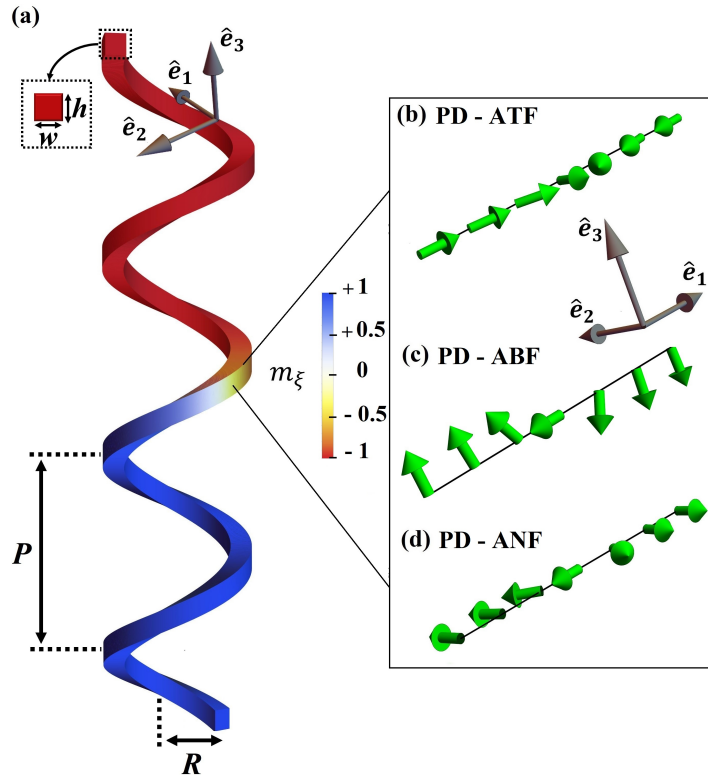 (a)
ê₃
ê₁
ê₂
h
w
(b) PD - ATF
ê₃
ê₁
ê₂
+1
+0.5
mξ
0
- 0.5
- 1
(c) PD - ABF
P
(d) PD - ANF
R